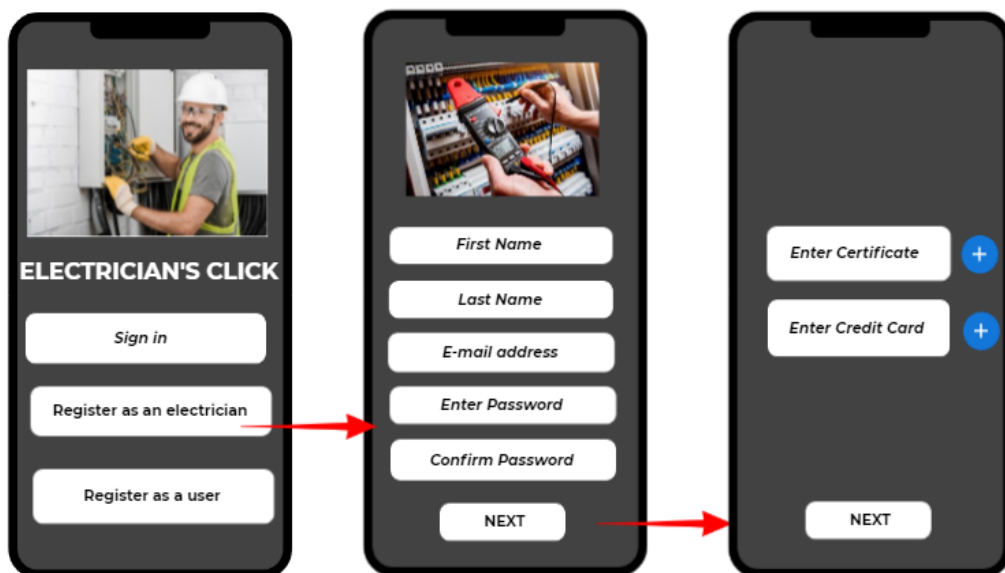 ELECTRICIAN'S CLICK
Sign in
Register as an electrician
Register as a user
First Name
Last Name
E-mail address
Enter Password
Confirm Password
NEXT
Enter Certificate
+
Enter Credit Card
+
NEXT